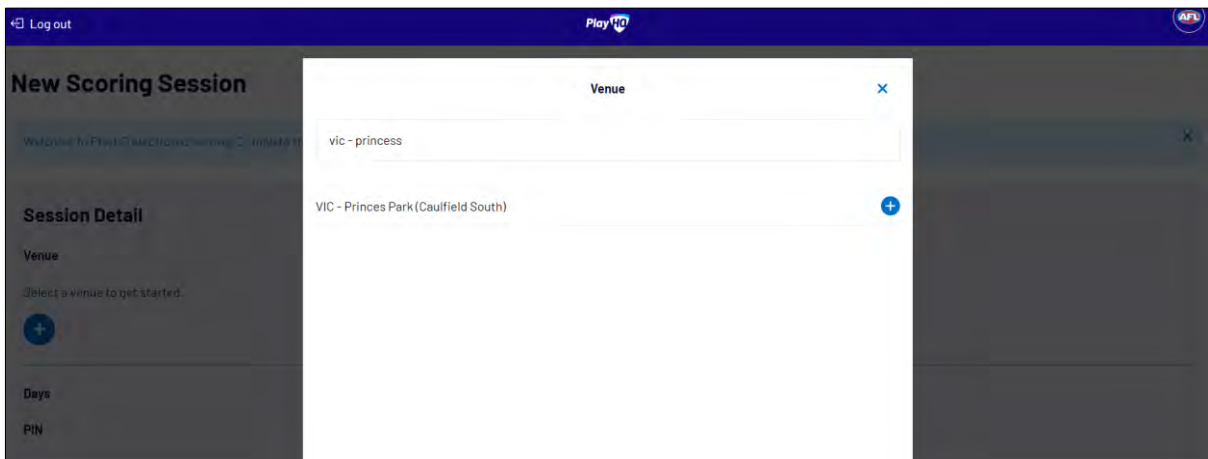 Log out
PlayHQ
AFL
New Scoring Session
Venue
vic - princess
Session Detail
VIC - Princes Park (Caulfield South)
Venue
Select a venue to get started.
Days
PIN